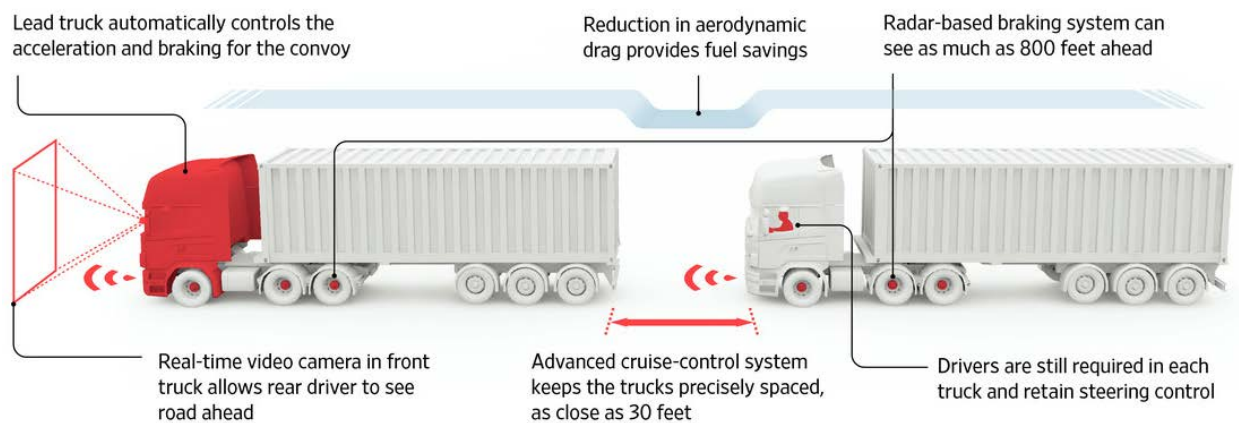 Lead truck automatically controls the
acceleration and braking for the convoy
Reduction in aerodynamic
drag provides fuel savings
Radar-based braking system can
see as much as 800 feet ahead
Real-time video camera in front
truck allows rear driver to see
road ahead
Advanced cruise-control system
keeps the trucks precisely spaced,
as close as 30 feet
Drivers are still required in each
truck and retain steering control